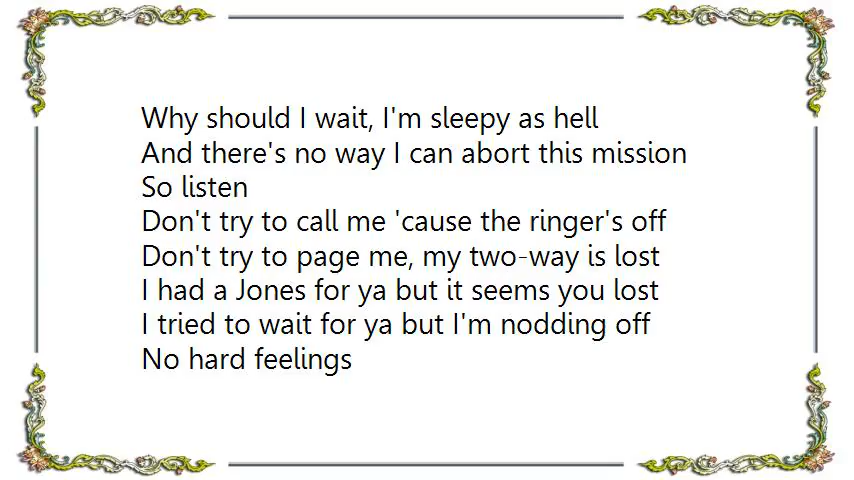 Why should I wait, I'm sleepy as hell
And there's no way I can abort this mission
So listen
Don't try to call me 'cause the ringer's off
Don't try to page me, my two-way is lost
I had a Jones for ya but it seems you lost
I tried to wait for ya but I'm nodding off
No hard feelings